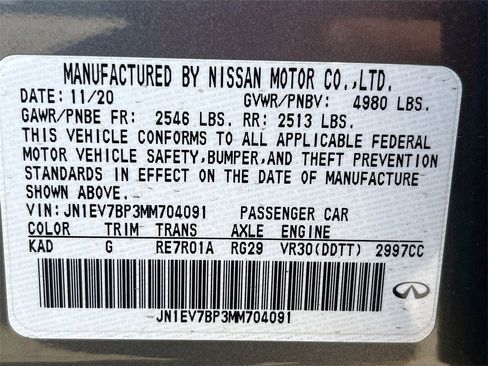 MANUFACTURED BY NISSAN MOTOR CO.,LTD.
DATE: 11/20 GVWR/PNBV: 4980 LBS.
GAWR/PNBE FR: 2546 LBS. RR: 2513 LBS.
THIS VEHICLE CONFORMS TO ALL APPLICABLE FEDERAL
MOTOR VEHICLE SAFETY, BUMPER, AND THEFT PREVENTION
STANDARDS IN EFFECT ON THE DATE OF MANUFACTURE
SHOWN ABOVE.
VIN: JN1EV7BP3MM704091 PASSENGER CAR
COLOR TRIM TRANS AXLE ENGINE
KAD G RE7R01A RG29 VR30(DDTT) 2997CC
JN1EV7BP3MM704091